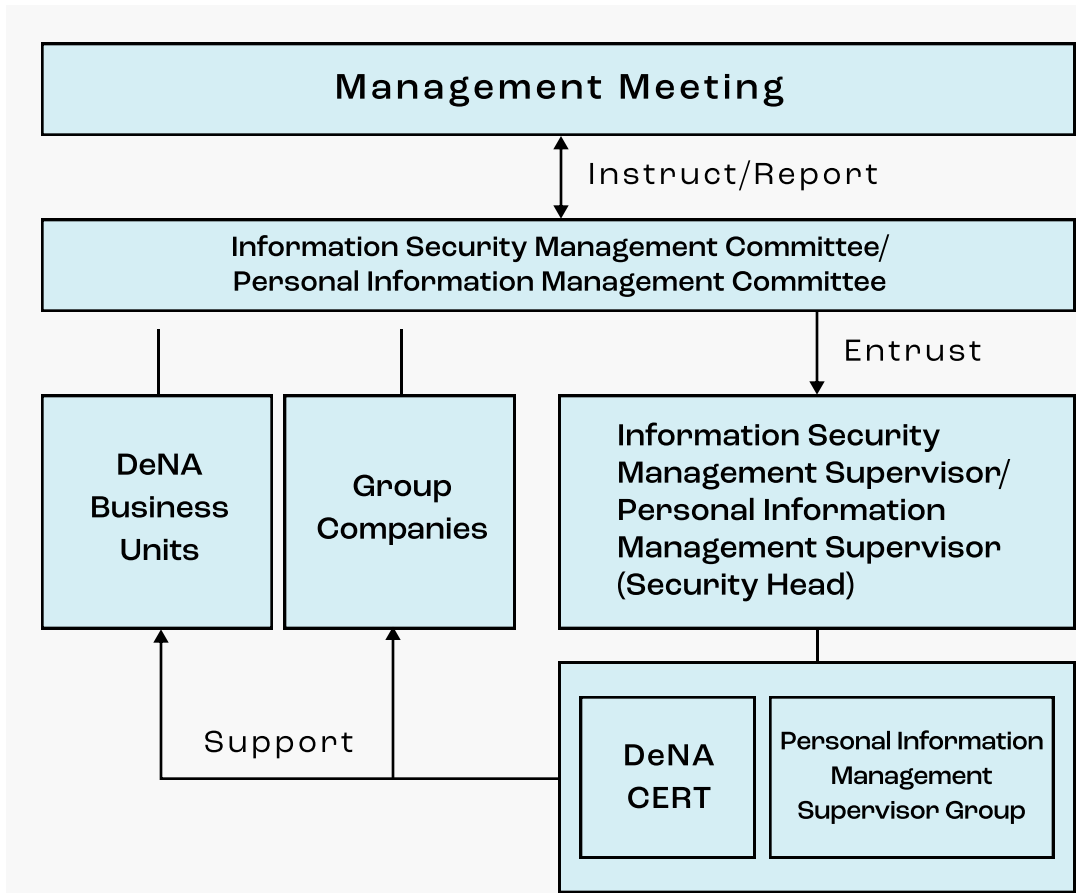 Management Meeting
Instruct/Report
Information Security Management Committee/
Personal Information Management Committee
Entrust
DeNA
Business
Units
Group
Companies
Information Security
Management Supervisor/
Personal Information
Management Supervisor
(Security Head)
Support
DeNA
CERT
Personal Information
Management
Supervisor Group